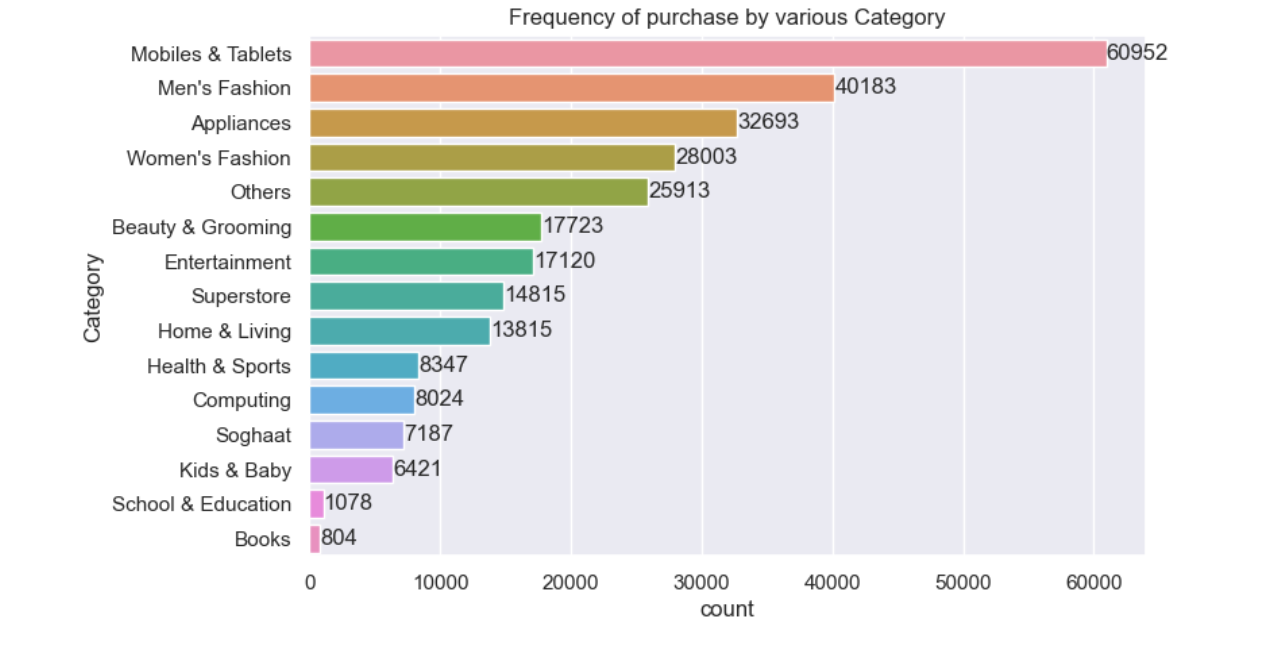 Frequency of purchase by various Category
Mobiles & Tablets 60952
Men's Fashion 40183
Appliances 32693
Women's Fashion 28003
Others 25913
Beauty & Grooming 17723
Entertainment 17120
Superstore 14815
Home & Living 13815
Health & Sports 8347
Computing 8024
Soghaat 7187
Kids & Baby 6421
School & Education 1078
Books 804
Category
0 10000 20000 30000 40000 50000 60000
count